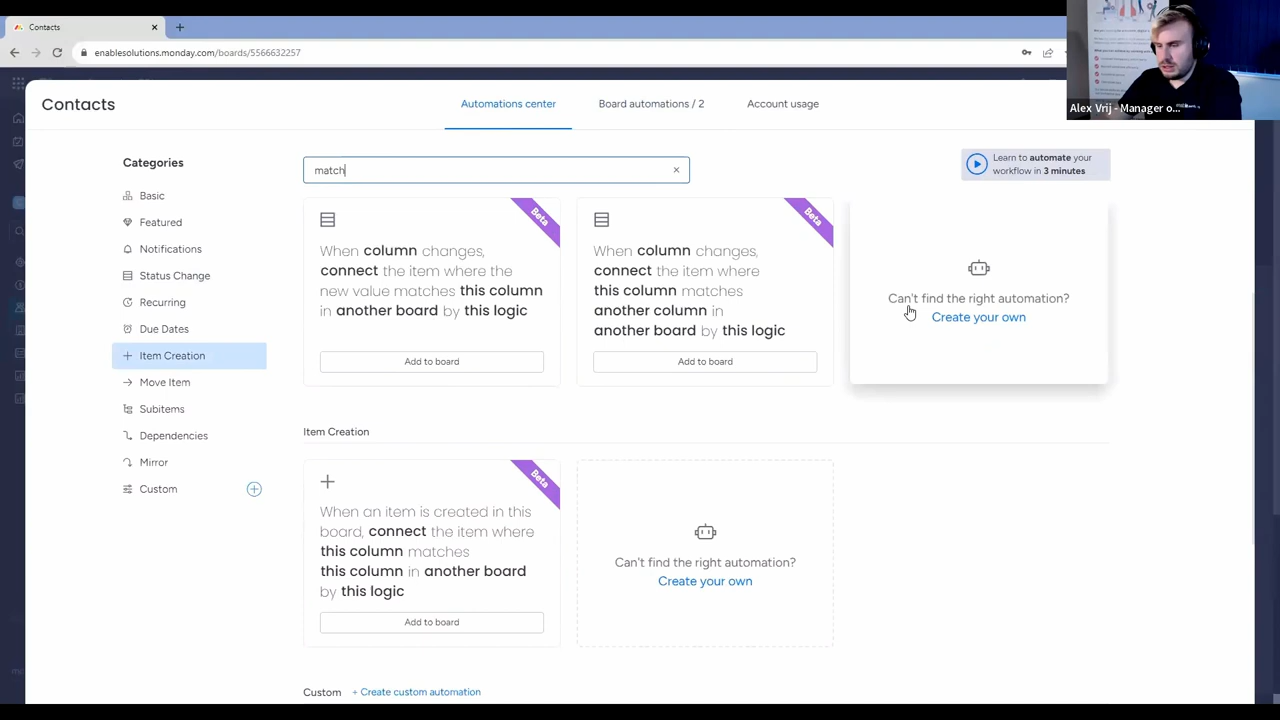 Contacts
enablesolutions.monday.com/boards/5566632257
Alex Vrij - Manager o...
Contacts
Automations center
Board automations / 2
Account usage
Categories
Basic
Featured
Notifications
Status Change
Recurring
Due Dates
Item Creation
Move Item
Subitems
Dependencies
Mirror
Custom
match
Learn to automate your
workflow in 3 minutes
Beta
When column changes,
connect the item where the
new value matches this column
in another board by this logic
Add to board
Beta
When column changes,
connect the item where
this column matches
another column in
another board by this logic
Add to board
Can't find the right automation?
Create your own
Item Creation
Beta
When an item is created in this
board, connect the item where
this column matches
this column in another board
by this logic
Add to board
Can't find the right automation?
Create your own
Custom
+ Create custom automation